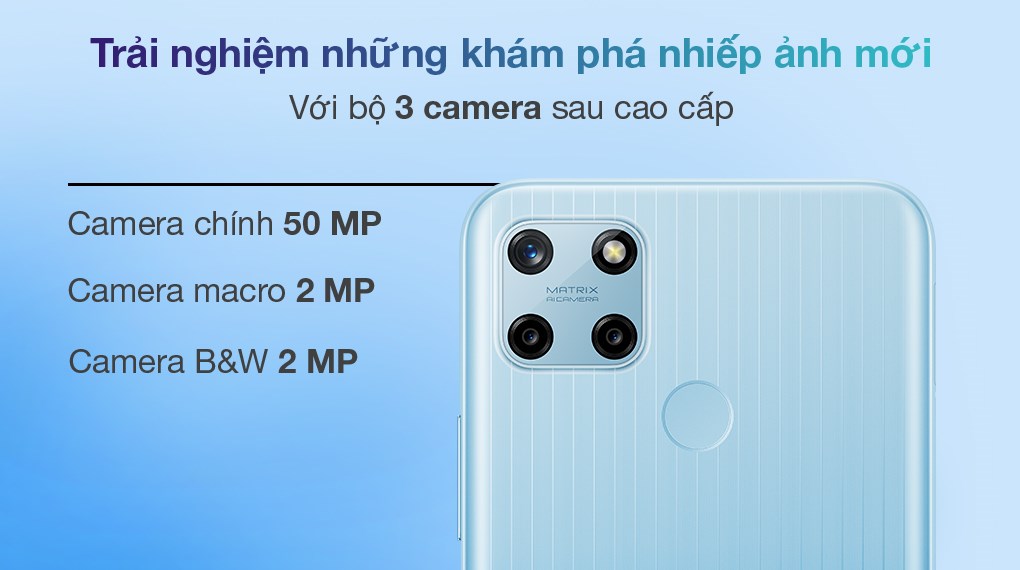 Trải nghiệm những khám phá nhiếp ảnh mới
Với bộ 3 camera sau cao cấp
Camera chính 50 MP
Camera macro 2 MP
Camera B&W 2 MP
MATRIX
AI CAMERA